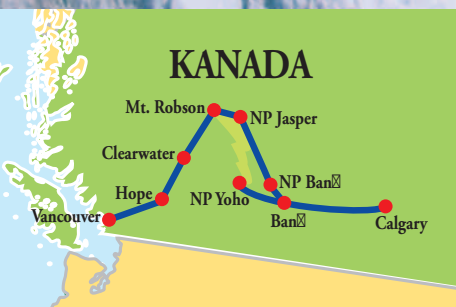 KANADA
Mt. Robson
NP Jasper
Clearwater
NP Ban▯
Hope
NP Yoho
Vancouver
Ban▯
Calgary